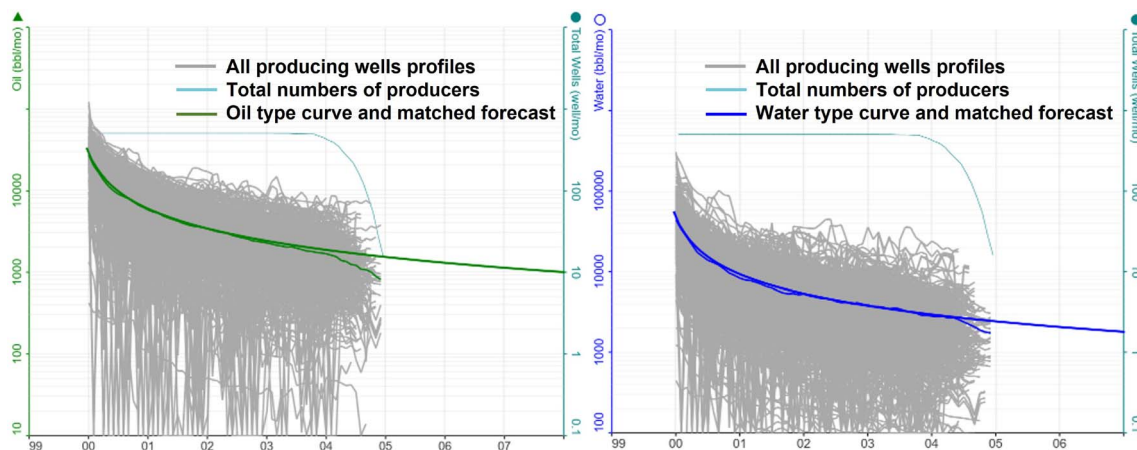 Oil (bbl/mo)
All producing wells profiles
Total numbers of producers
Oil type curve and matched forecast
10000
1000
100
10
Total Wells (well/mo)
100
10
1
0.1
99 00 01 02 03 04 05 06 07
Water (bbl/mo)
All producing wells profiles
Total numbers of producers
Water type curve and matched forecast
100000
10000
1000
100
99 00 01 02 03 04 05 06